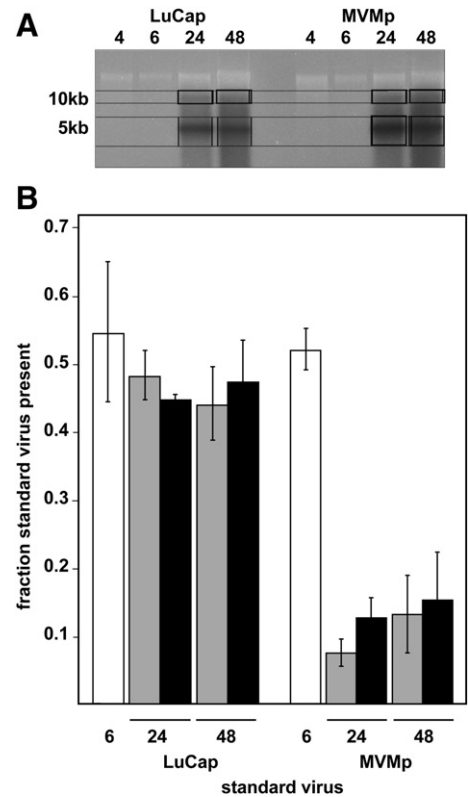 A
LuCap MVMp
4 6 24 48 4 6 24 48
10kb
5kb
B
fraction standard virus present
0.7
0.6
0.5
0.4
0.3
0.2
0.1
6 24 48 6 24 48
LuCap MVMp
standard virus